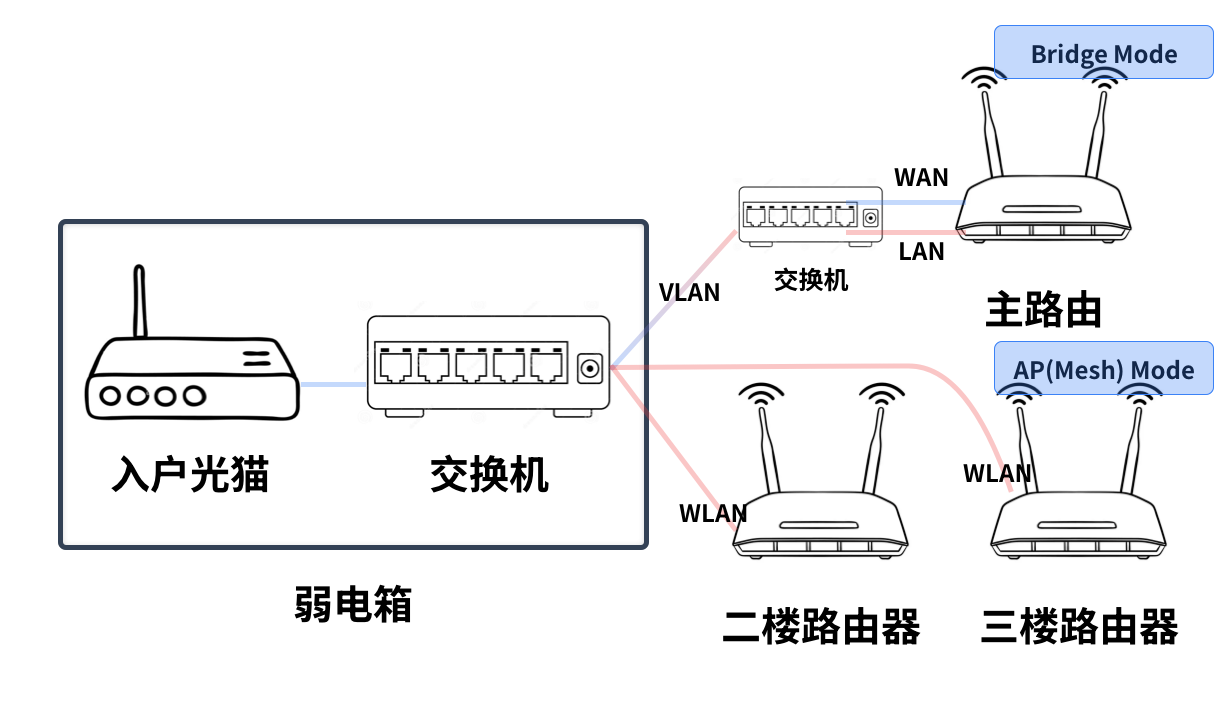 Bridge Mode
WAN
LAN
交换机
主路由
VLAN
AP(Mesh) Mode
入户光猫
交换机
WLAN
WLAN
弱电箱
二楼路由器
三楼路由器